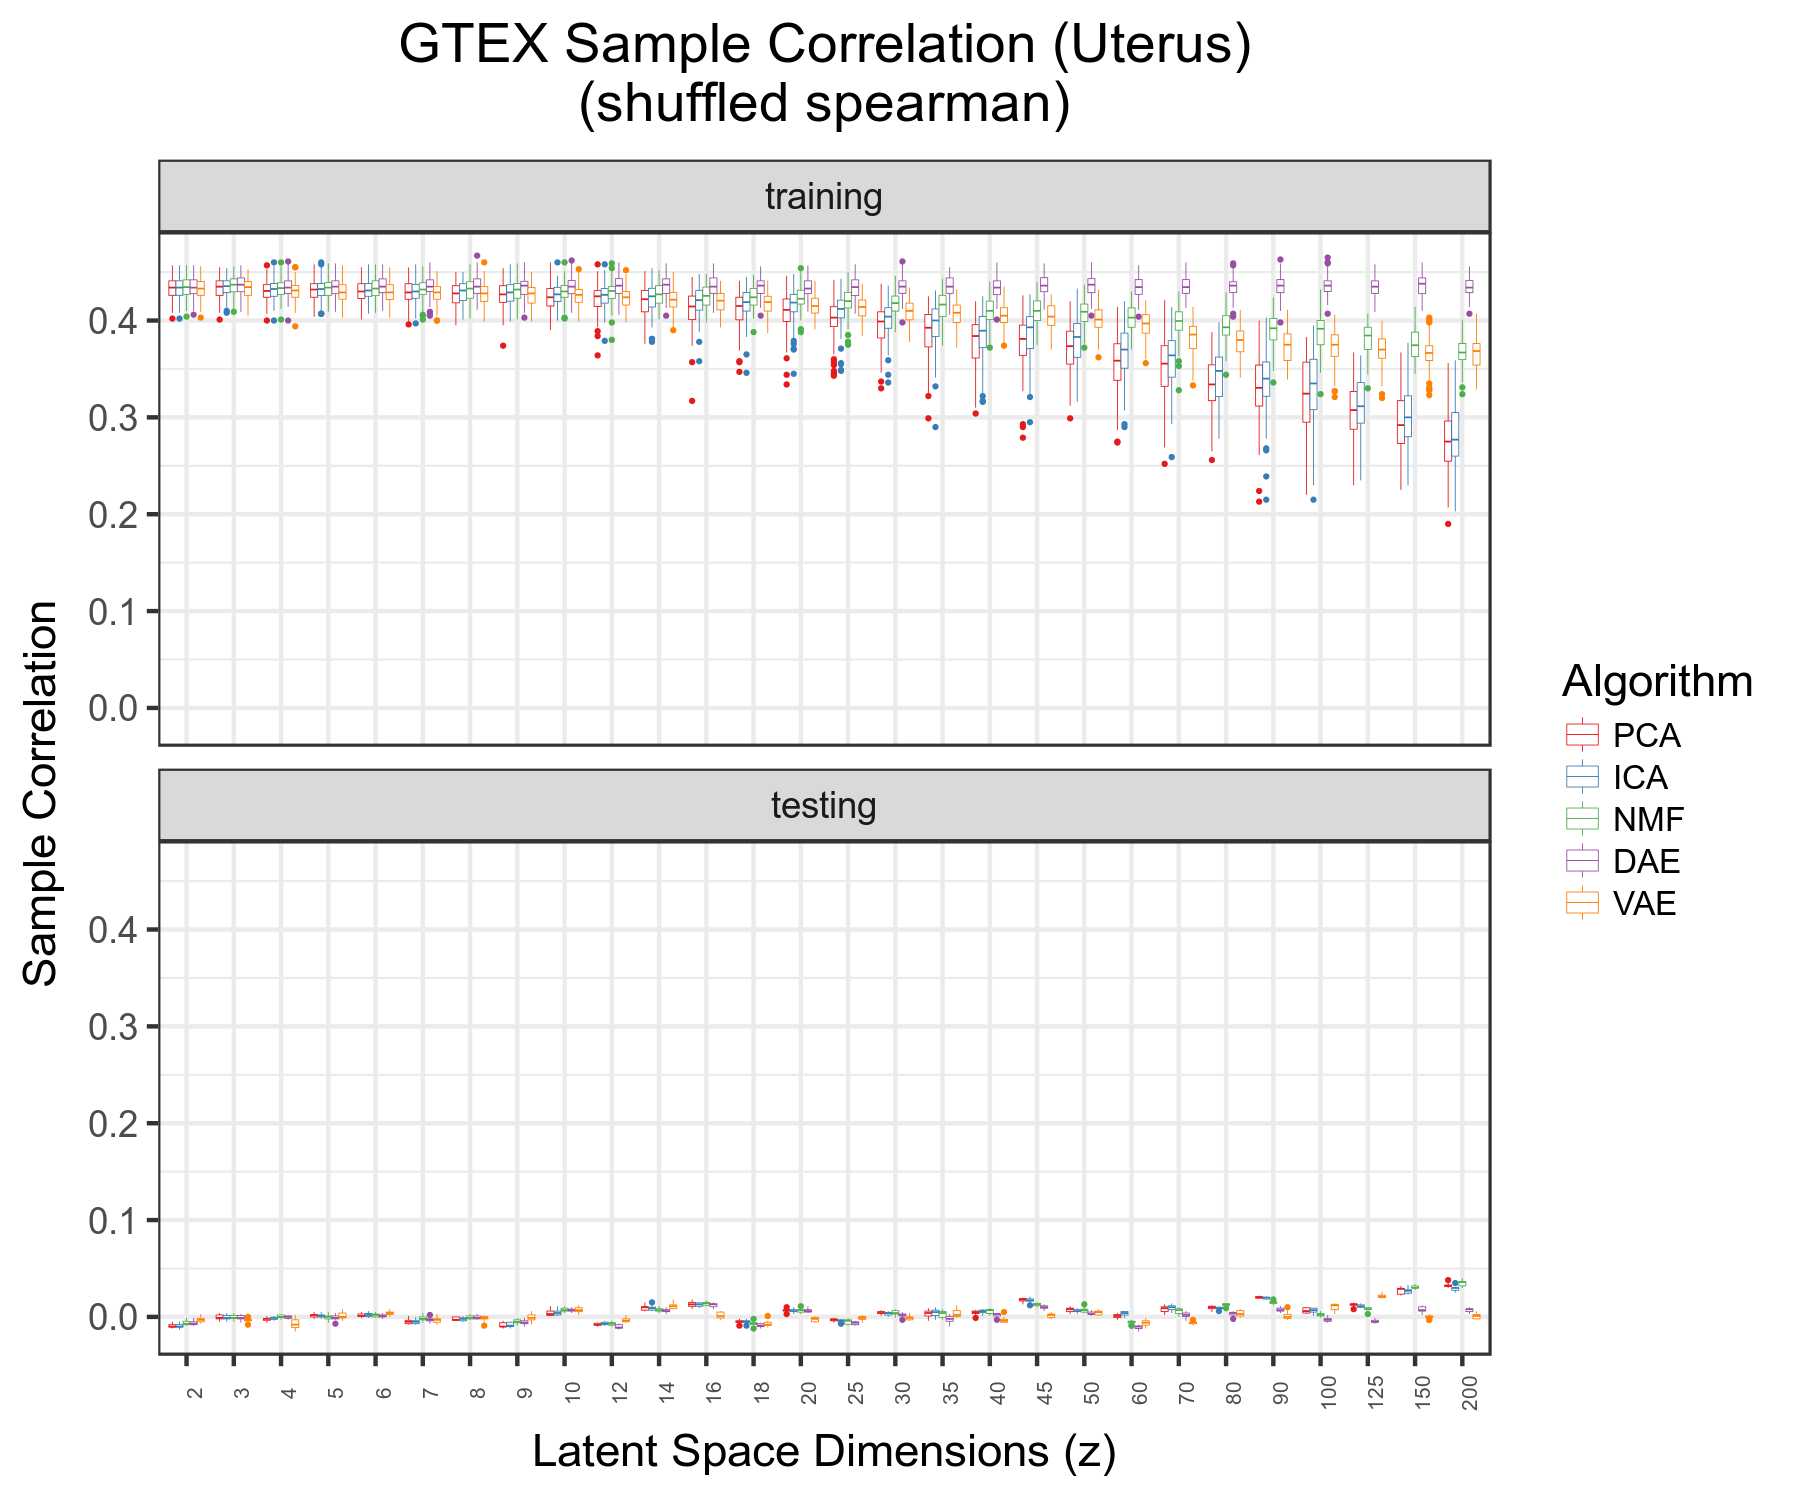 GTEX Sample Correlation (Uterus)
(shuffled spearman)
training
0.4
0.3
0.2
0.1
0.0
testing
0.4
0.3
0.2
0.1
0.0
Sample Correlation
2 3 4 5 6 7 8 9 10 12 14 16 18 20 25 30 35 40 45 50 60 70 80 90 100 125 150 200
Latent Space Dimensions (z)
Algorithm
PCA
ICA
NMF
DAE
VAE